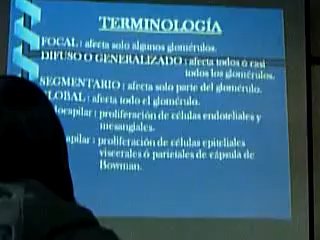 TERMINOLOGÍA
FOCAL : afecta solo algunos glomérulos.
DIFUSO O GENERALIZADO : afecta todos ó casi
todos los glomérulos.
SEGMENTARIO : afecta solo parte del glomérulo.
GLOBAL : afecta todo el glomérulo.
docapilar : proliferación de células endoteliales y
mesangiales.
apilar : proliferación de células epiteliales
viscerales ó parietales de cápsula de
Bowman.